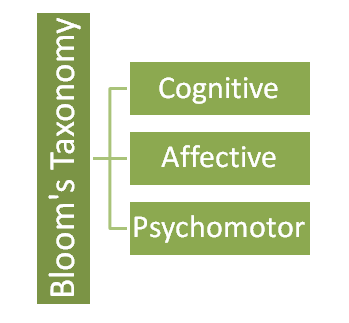 Bloom's Taxonomy
Cognitive
Affective
Psychomotor